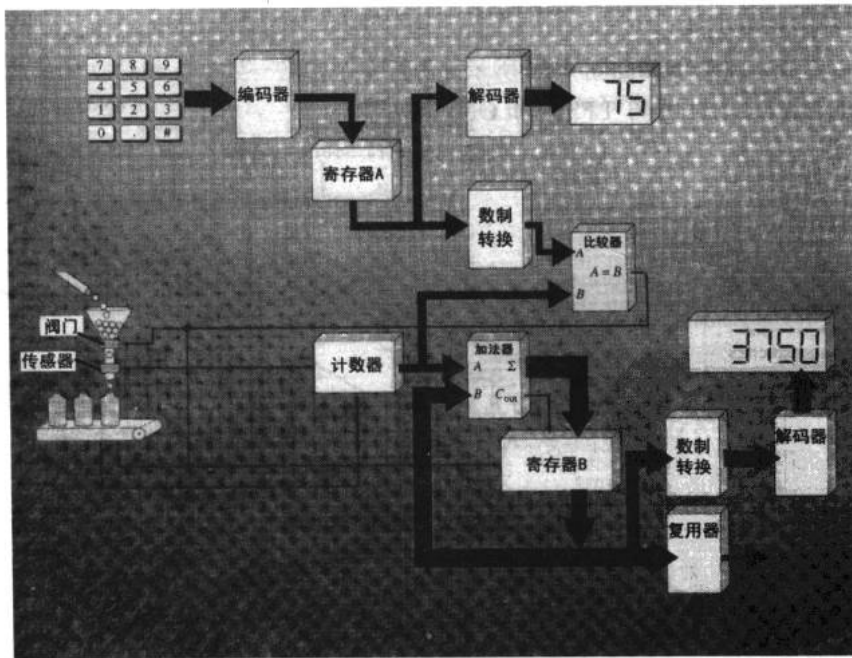 7 8 9
4 5 6
1 2 3
0 . #
编码器
解码器
75
寄存器A
数制
转换
比较器
A
A = B
B
阀门
传感器
计数器
加法器
A Σ
B Cout
3750
寄存器B
数制
转换
解码器
复用器